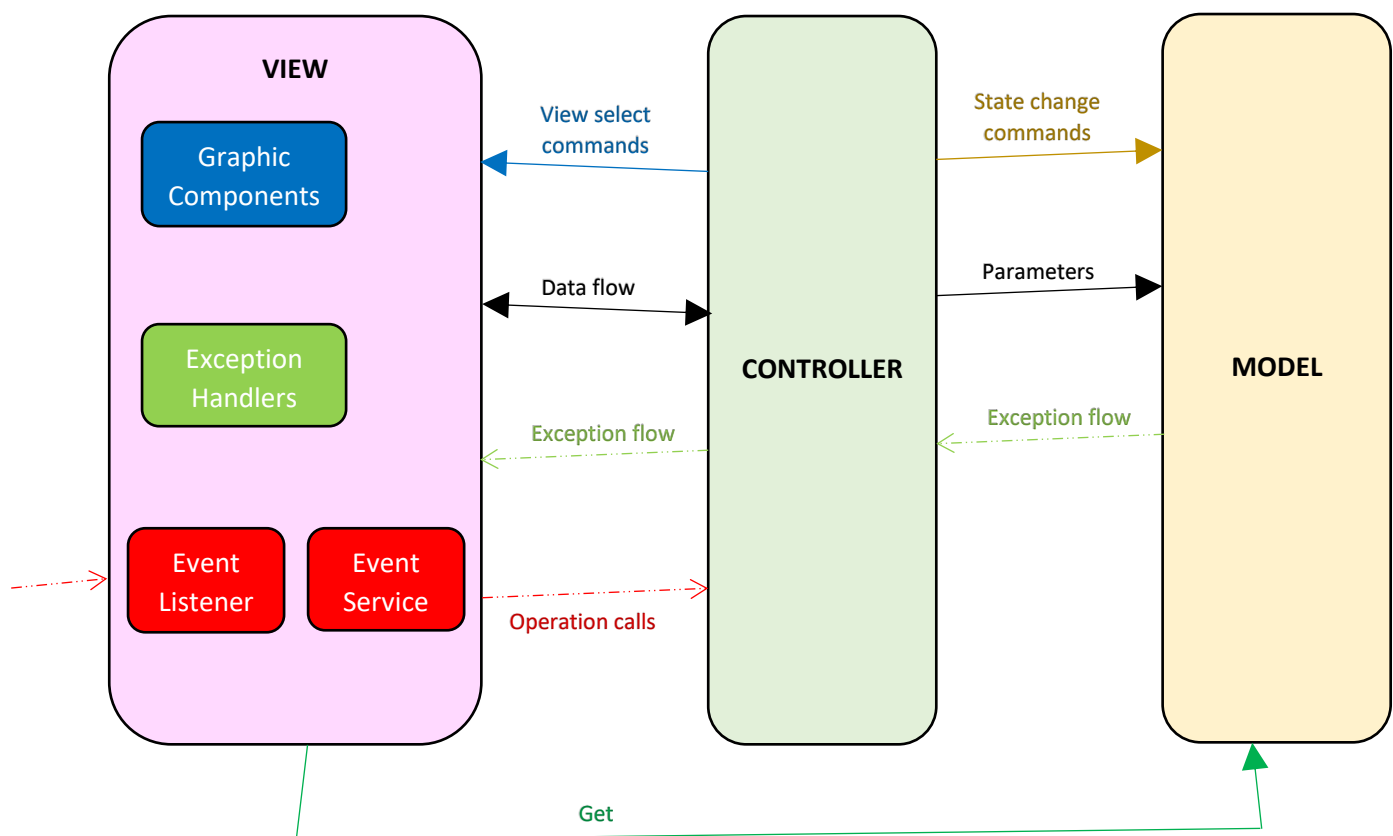 VIEW
Graphic
Components
Exception
Handlers
Event
Listener
Event
Service
View select
commands
Data flow
Exception flow
Operation calls
CONTROLLER
State change
commands
Parameters
Exception flow
MODEL
Get